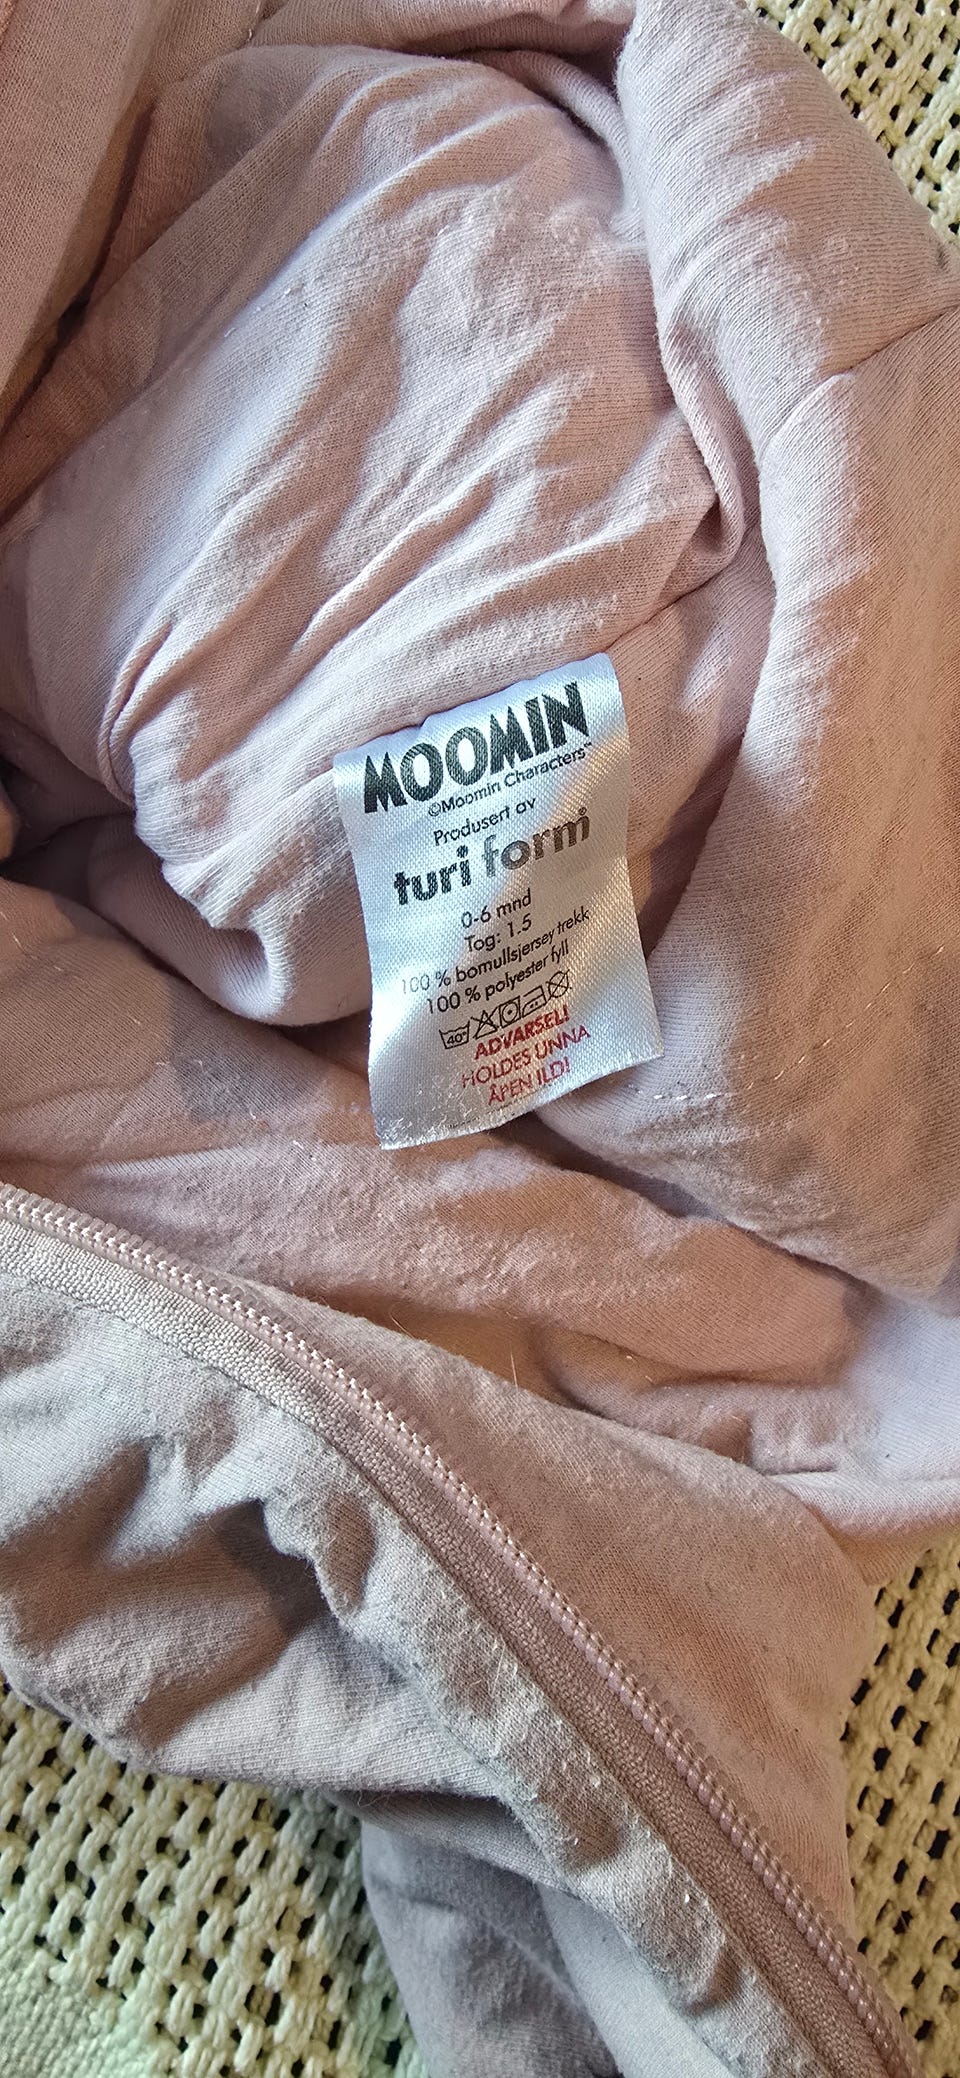 MOOMIN
©Moomin Characters™
Produsert av
turi form
0-6 mnd
Tog: 1.5
100 % bomullsjersey trekk
100 % polyester fyll
40°
ADVARSEL!
HOLDES UNNA
ÅPEN ILD!